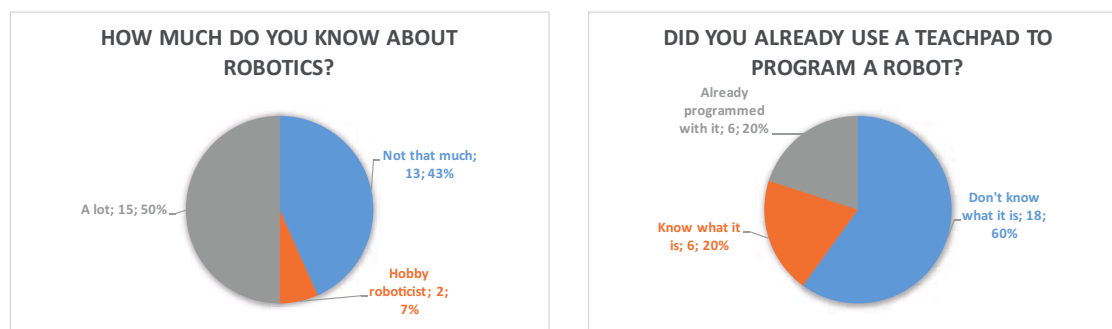 HOW MUCH DO YOU KNOW ABOUT
ROBOTICS?
Not that much;
13; 43%
A lot; 15; 50%
Hobby
roboticist; 2;
7%
DID YOU ALREADY USE A TEACHPAD TO
PROGRAM A ROBOT?
Already
programmed
with it; 6; 20%
Don't know
what it is; 18;
60%
Know what it
is; 6; 20%